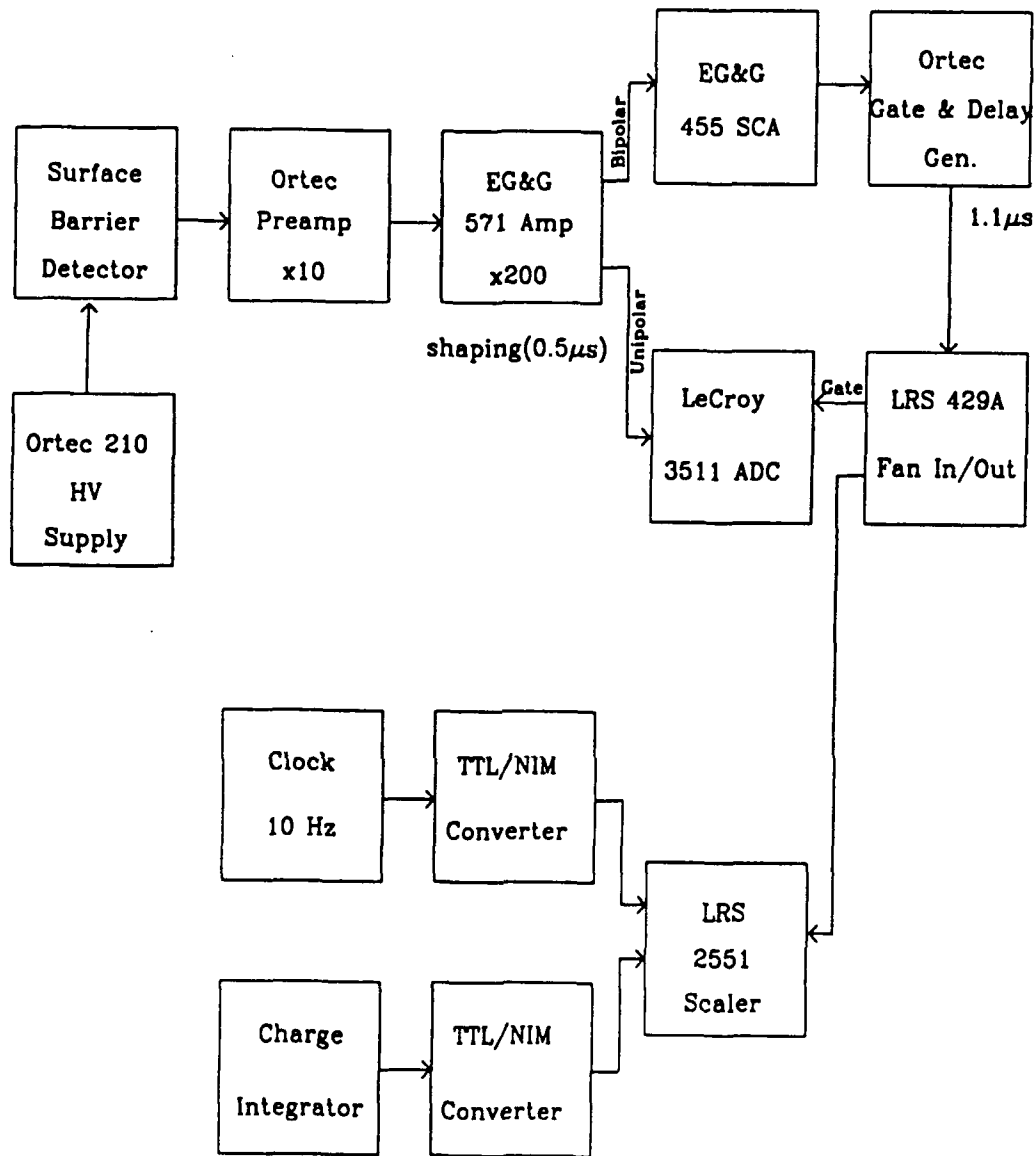 Surface
Barrier
Detector
Ortec 210
HV
Supply
Ortec
Preamp
x10
EG&G
571 Amp
x200
shaping(0.5μs)
Bipolar
Unipolar
EG&G
455 SCA
Ortec
Gate & Delay
Gen.
1.1μs
LeCroy
3511 ADC
Gate
LRS 429A
Fan In/Out
Clock
10 Hz
TTL/NIM
Converter
Charge
Integrator
TTL/NIM
Converter
LRS
2551
Scaler